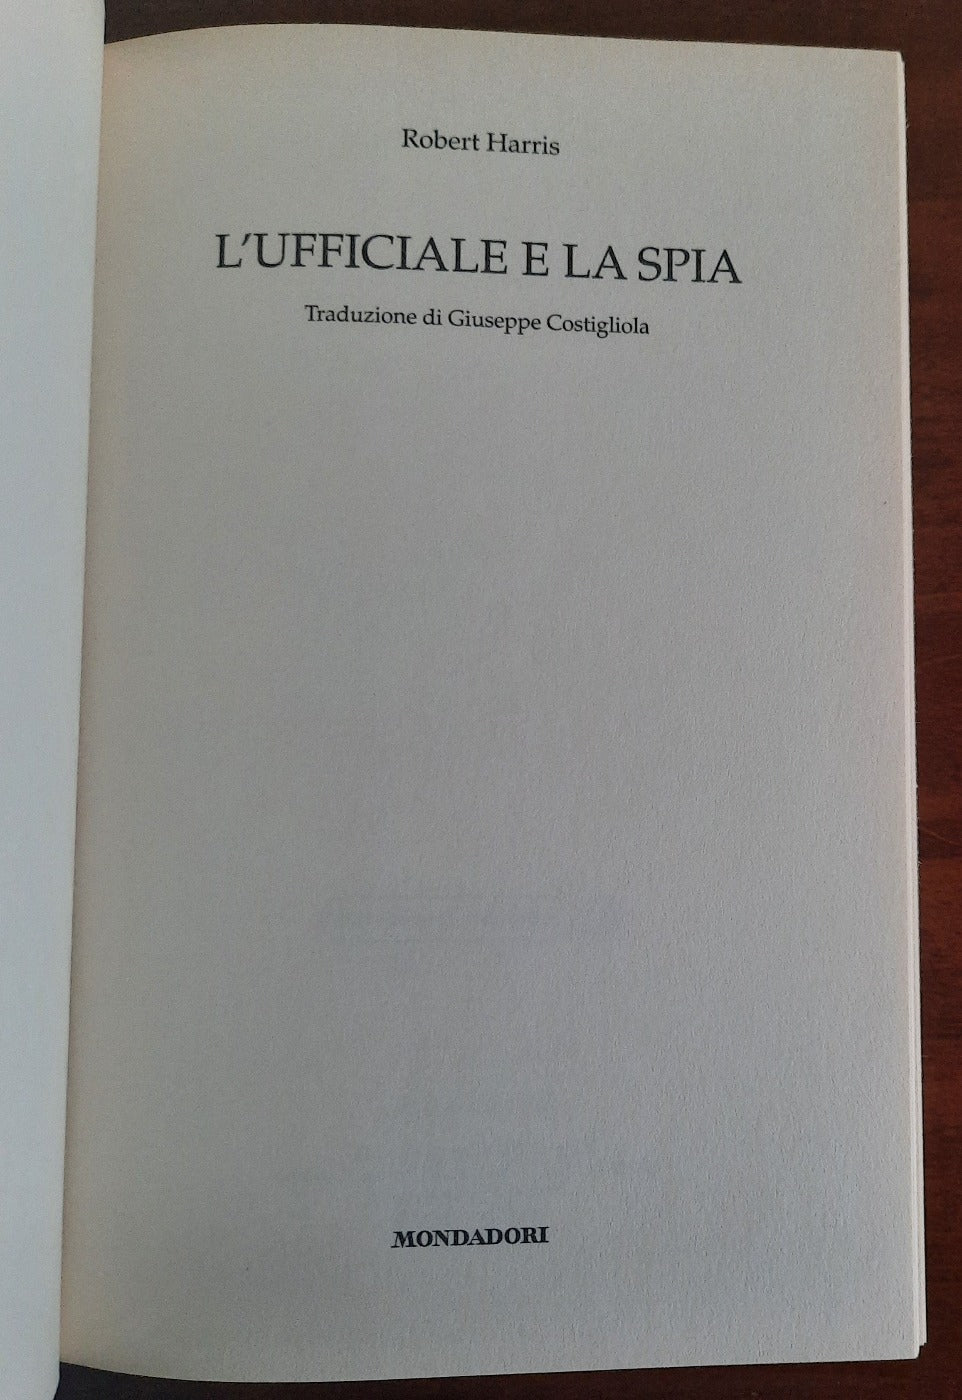 Robert Harris
L'UFFICIALE E LA SPIA
Traduzione di Giuseppe Costigliola
MONDADORI